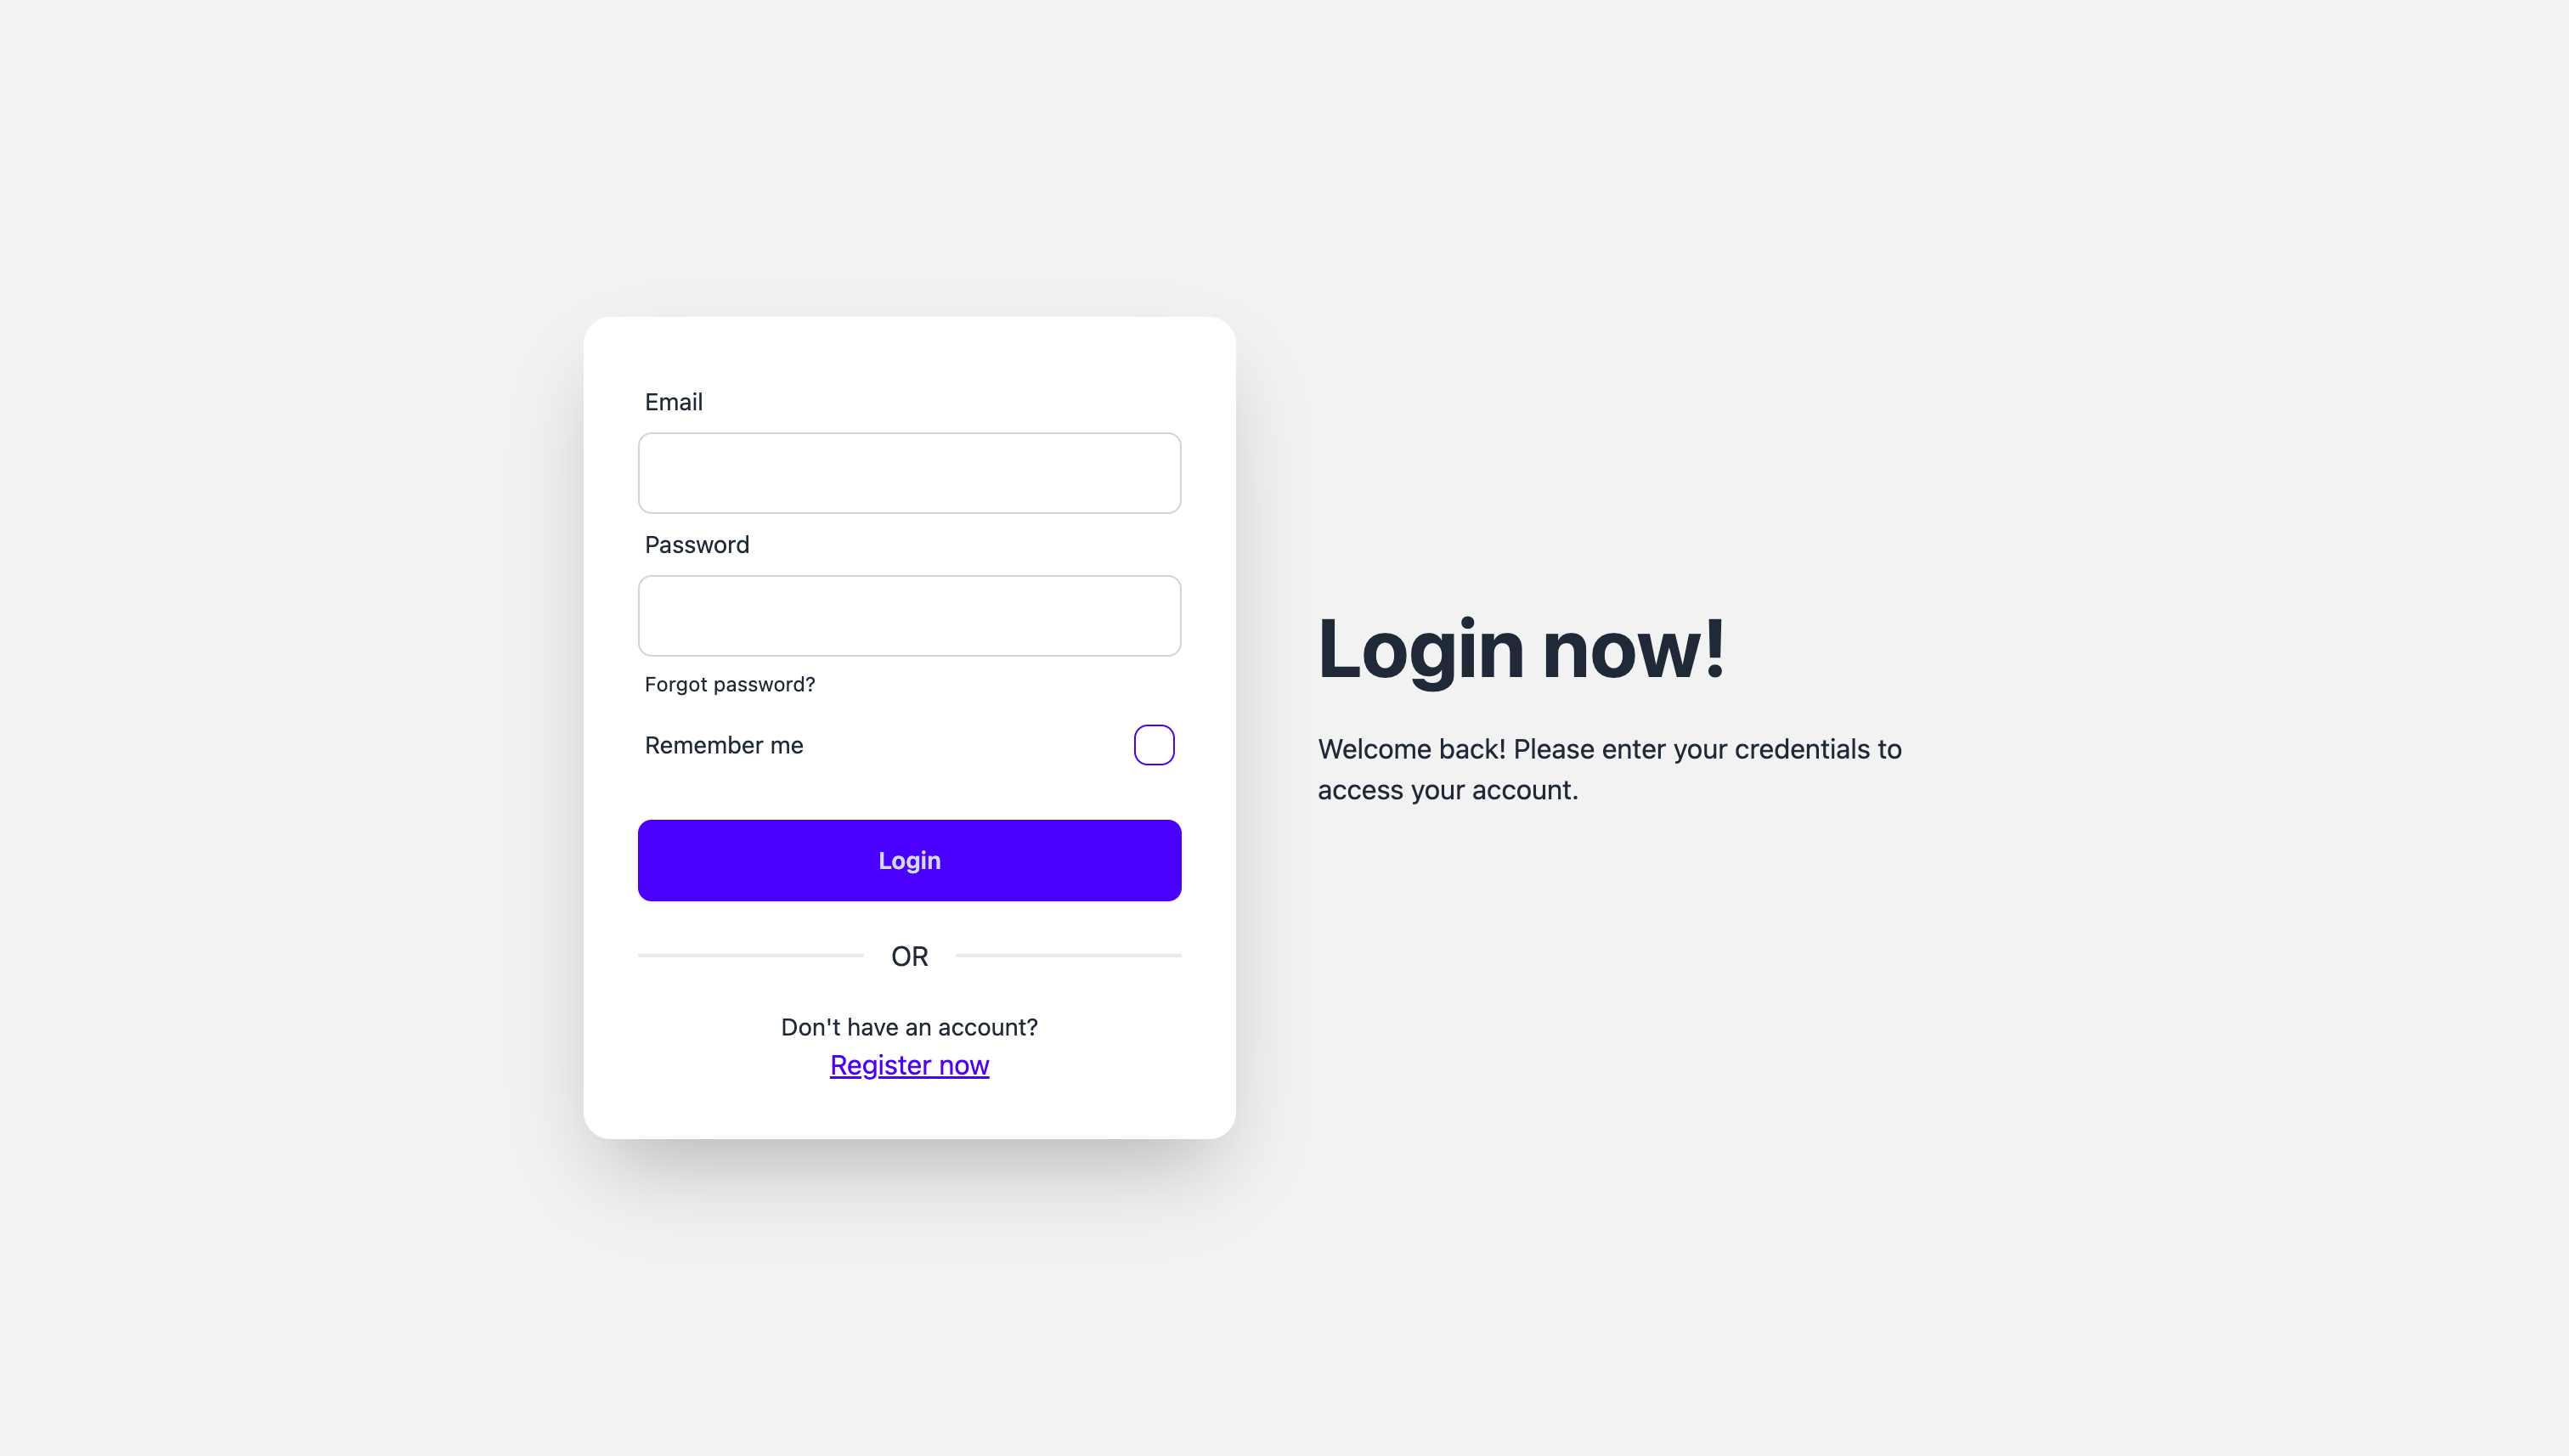 Email
Password
Forgot password?
Remember me
Login
OR
Don't have an account?
Register now
Login now!
Welcome back! Please enter your credentials to
access your account.